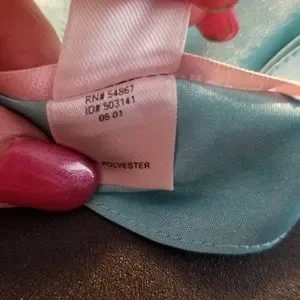 RN# 54867
ID# 503141
05 01
POLYESTER